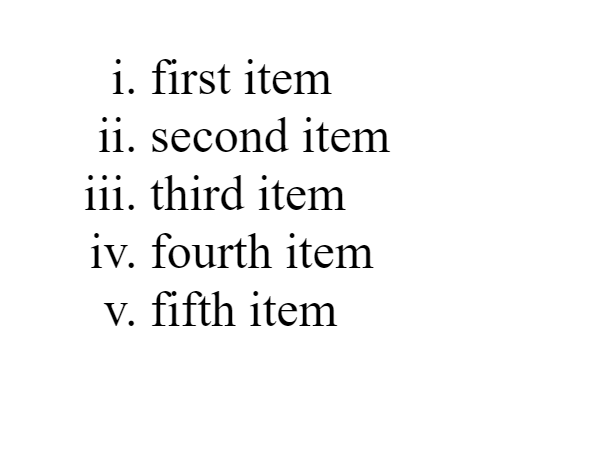 i. first item
ii. second item
iii. third item
iv. fourth item
v. fifth item